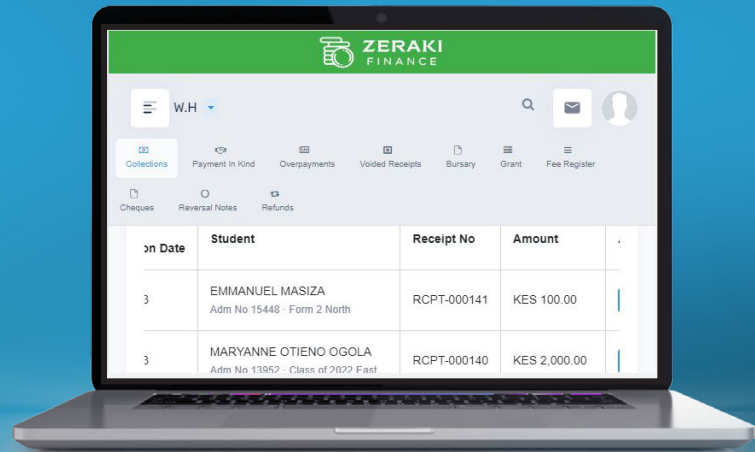 ZERAKI
FINANCE
W.H
Collections Payment In Kind Overpayments Voided Receipts Bursary Grant Fee Register
Cheques Reversal Notes Refunds
on Date Student Receipt No Amount
3 EMMANUEL MASIZA RCPT-000141 KES 100.00
Adm No 15448 · Form 2 North
3 MARYANNE OTIENO OGOLA RCPT-000140 KES 2,000.00
Adm No 13952 · Class of 2022 East